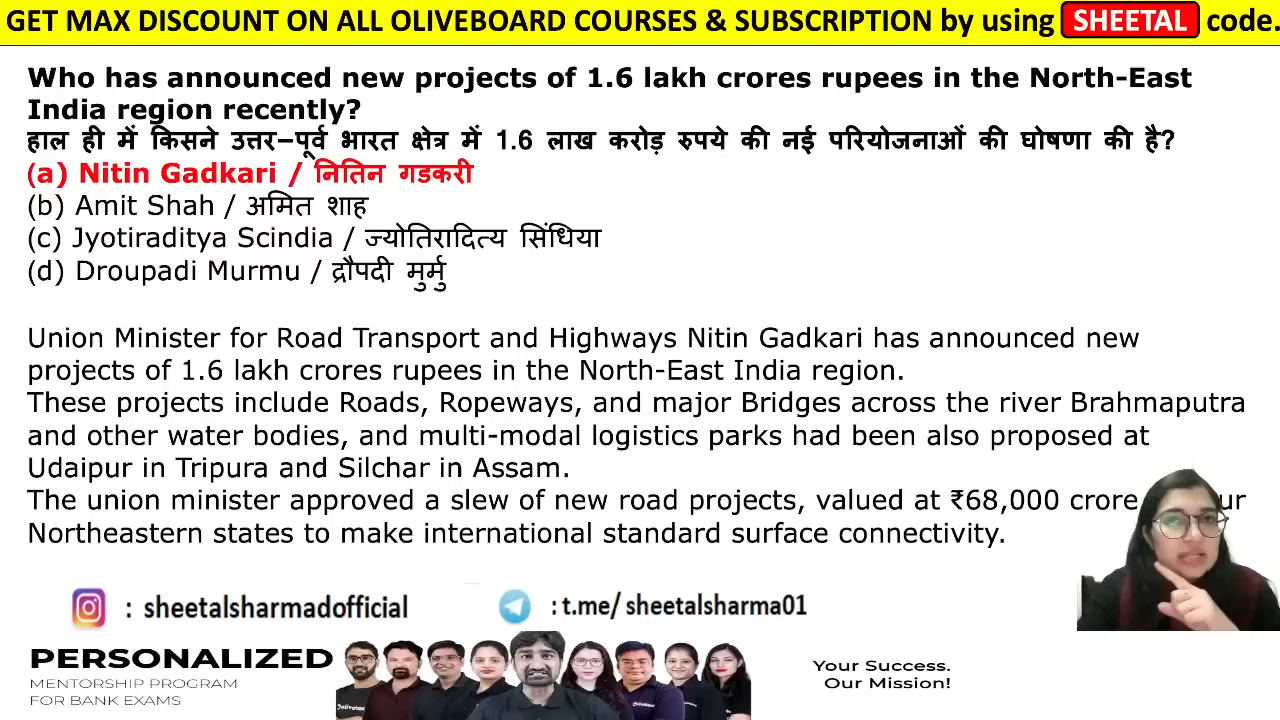 GET MAX DISCOUNT ON ALL OLIVEBOARD COURSES & SUBSCRIPTION by using SHEETAL code.
Who has announced new projects of 1.6 lakh crores rupees in the North-East
India region recently?
हाल ही में किसने उत्तर-पूर्व भारत क्षेत्र में 1.6 लाख करोड़ रुपये की नई परियोजनाओं की घोषणा की है?
(a) Nitin Gadkari / नितिन गडकरी
(b) Amit Shah / अमित शाह
(c) Jyotiraditya Scindia / ज्योतिरादित्य सिंधिया
(d) Droupadi Murmu / द्रौपदी मुर्मु
Union Minister for Road Transport and Highways Nitin Gadkari has announced new
projects of 1.6 lakh crores rupees in the North-East India region.
These projects include Roads, Ropeways, and major Bridges across the river Brahmaputra
and other water bodies, and multi-modal logistics parks had been also proposed at
Udaipur in Tripura and Silchar in Assam.
The union minister approved a slew of new road projects, valued at ₹68,000 crore
Northeastern states to make international standard surface connectivity.
: sheetalsharmadofficial
: t.me/ sheetalsharma01
PERSONALIZED
MENTORSHIP PROGRAM
FOR BANK EXAMS
Your Success.
Our Mission!